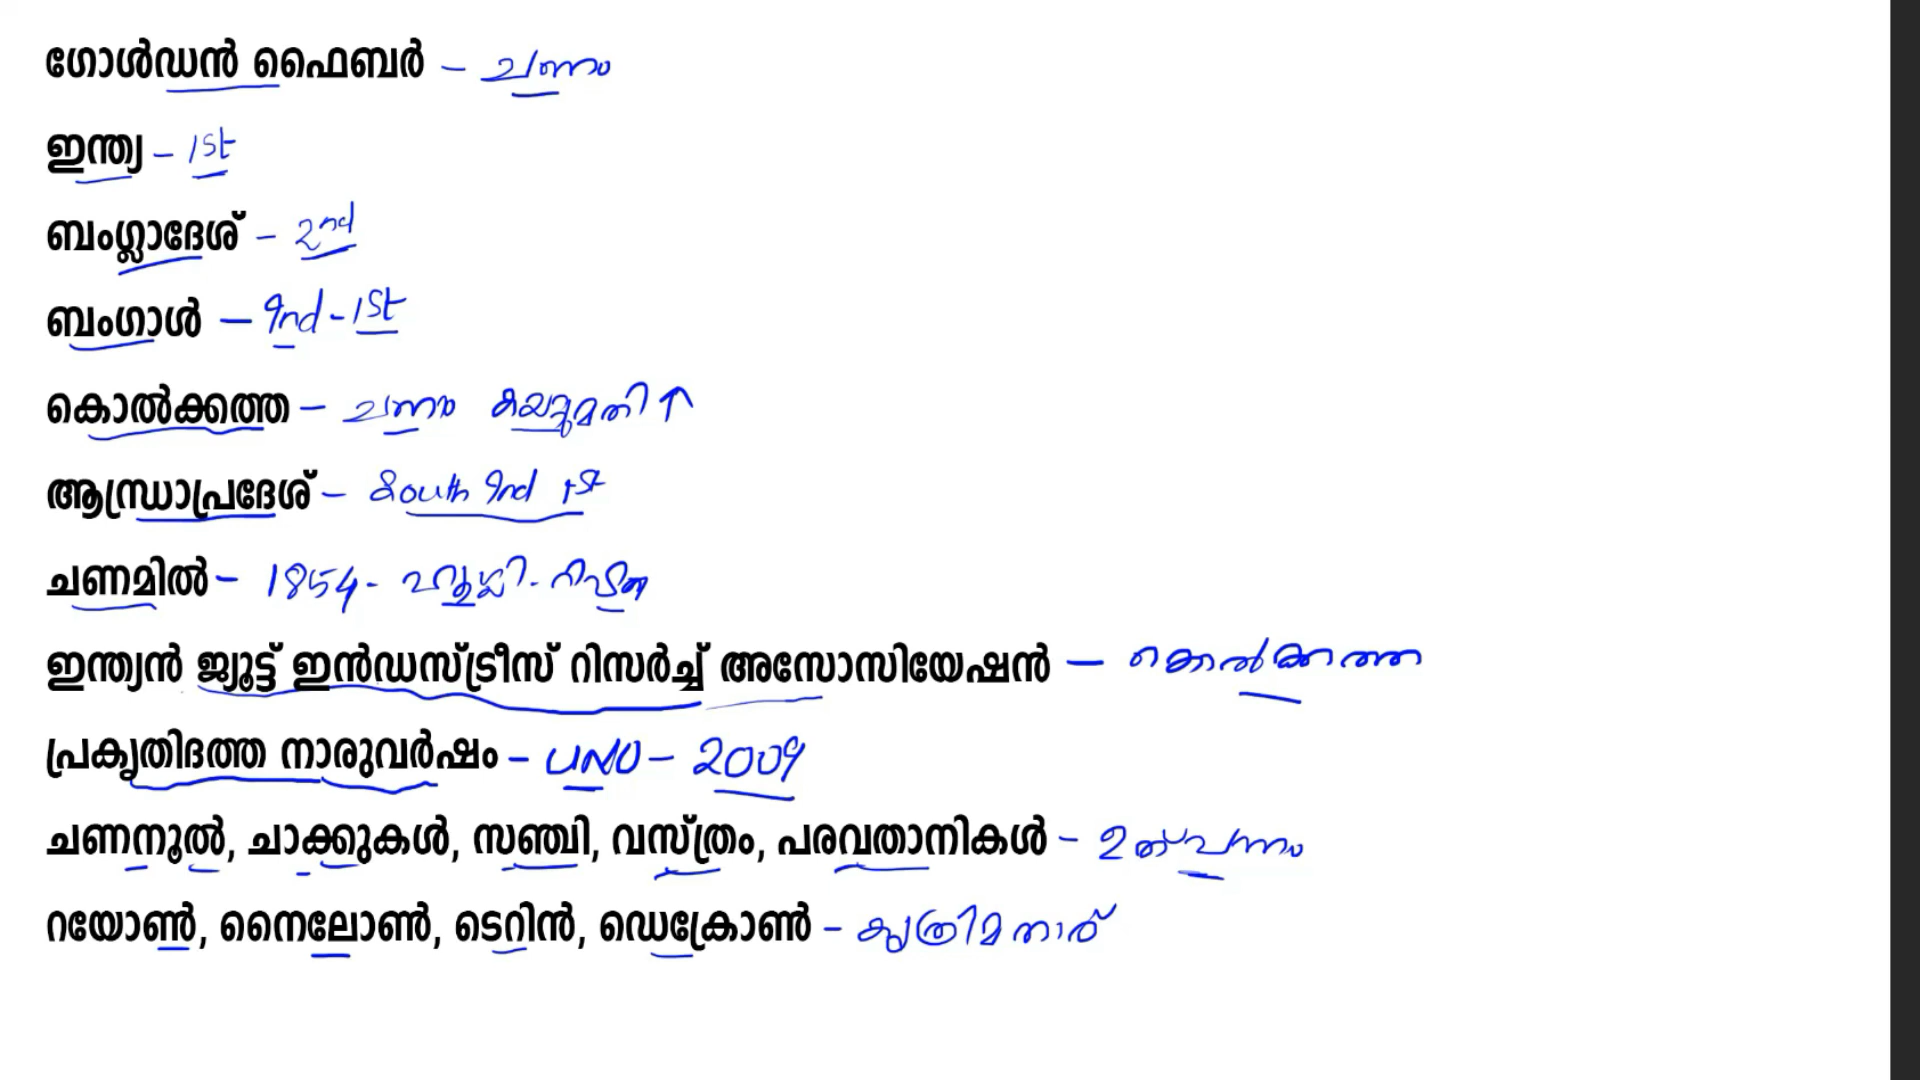 ഗോൾഡൻ ഫൈബർ – ചണം
ഇന്ത്യ – 1st
ബംഗ്ലാദേശ് – 2nd
ബംഗാൾ – Ind - 1st
കൊൽക്കത്ത – ചണം കയറ്റുമതി ↑
ആന്ധ്രാപ്രദേശ് – South Ind 1st
ചണമിൽ – 1854 - ഹൂഗ്ലി -
ഇന്ത്യൻ ജ്യൂട്ട് ഇൻഡസ്ട്രീസ് റിസർച്ച് അസോസിയേഷൻ – കൊൽക്കത്ത
പ്രകൃതിദത്ത നാരുവർഷം – UNO – 2009
ചണനൂൽ, ചാക്കുകൾ, സഞ്ചി, വസ്ത്രം, പരവതാനികൾ – ഉത്പന്നം
റയോൺ, നൈലോൺ, ടെറിൻ, ഡെക്രോൺ – കൃത്രിമ നാര്